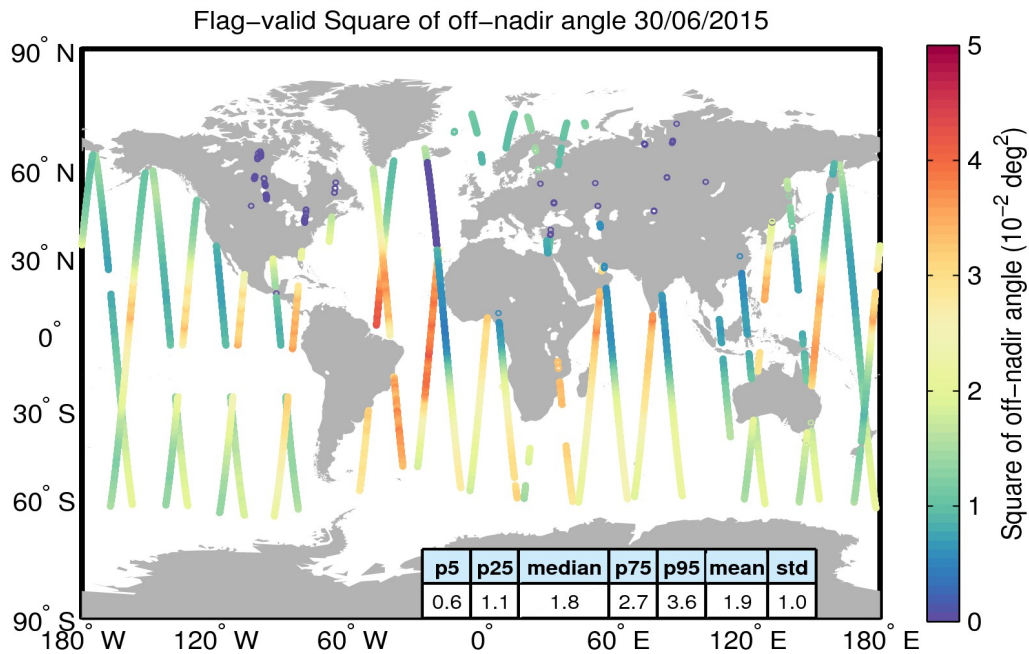 Flag−valid Square of off−nadir angle 30/06/2015
90° N
60° N
30° N
0°
30° S
60° S
90° S
180° W
120° W
60° W
0°
60° E
120° E
180° E
p5 p25 median p75 p95 mean std
0.6 1.1 1.8 2.7 3.6 1.9 1.0
5
4
3
2
1
0
Square of off−nadir angle (10⁻² deg²)